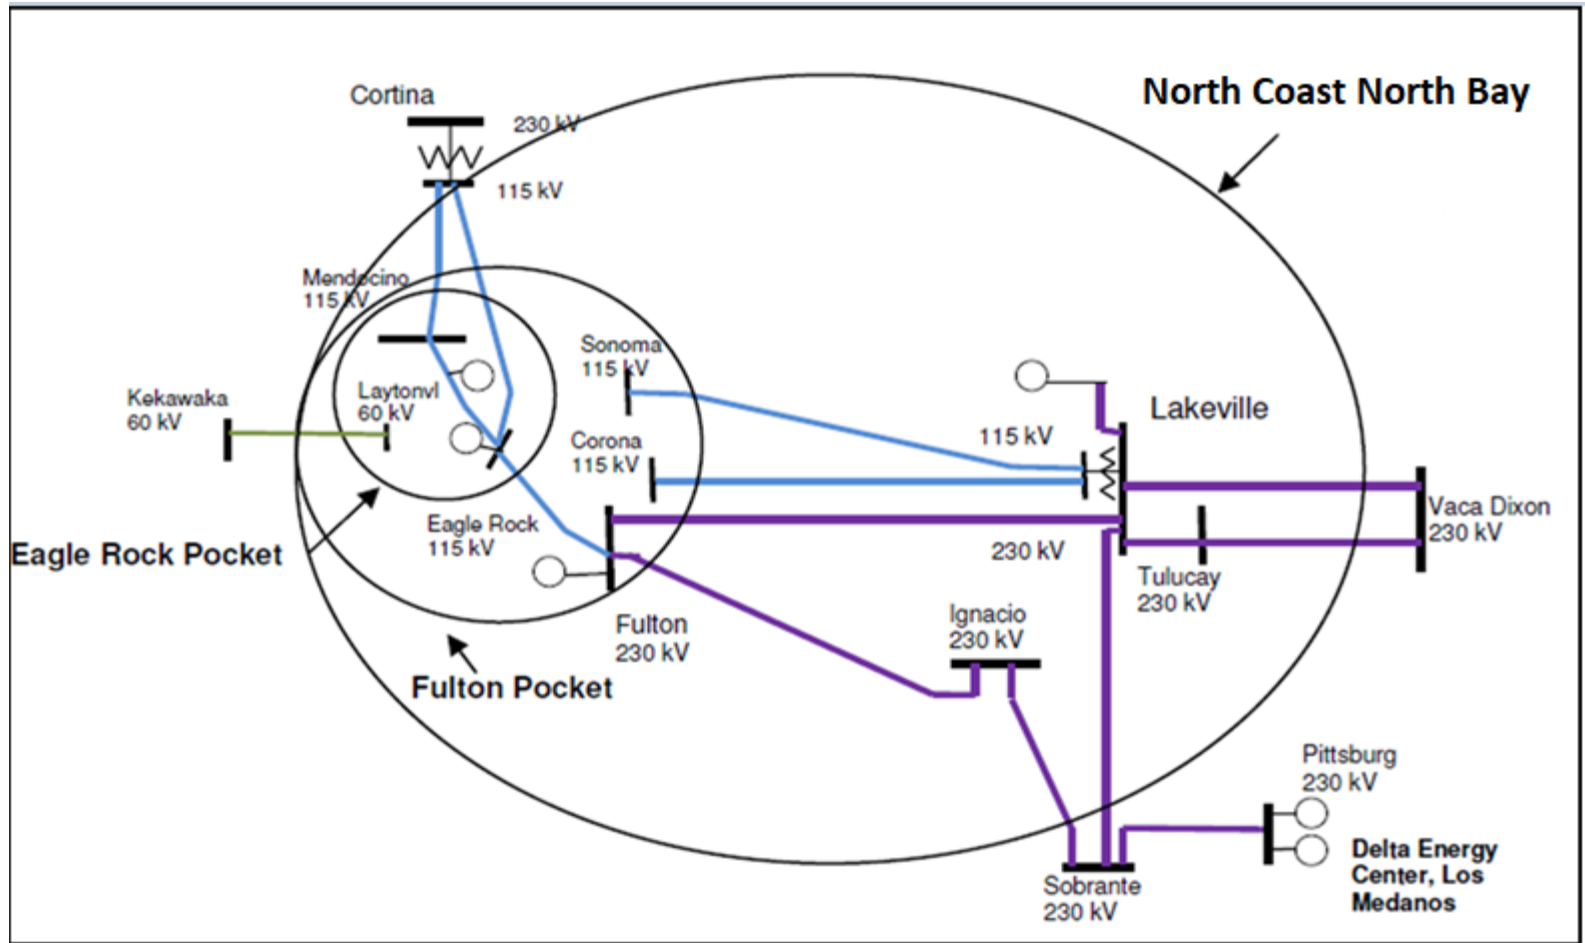 North Coast North Bay
Cortina
230 kV
115 kV
Mendocino
115 kV
Sonoma
115 kV
Kekawaka
60 kV
Laytonvl
60 kV
Lakeville
115 kV
Corona
115 kV
Vaca Dixon
230 kV
Eagle Rock
115 kV
230 kV
Eagle Rock Pocket
Tulucay
230 kV
Ignacio
230 kV
Fulton
230 kV
Fulton Pocket
Pittsburg
230 kV
Delta Energy
Center, Los
Medanos
Sobrante
230 kV